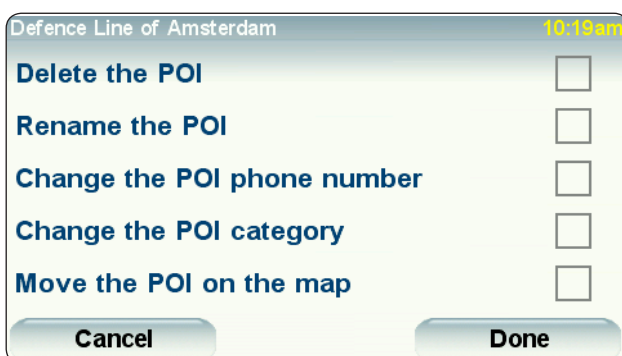 Defence Line of Amsterdam 10:19am
Delete the POI
Rename the POI
Change the POI phone number
Change the POI category
Move the POI on the map
Cancel Done